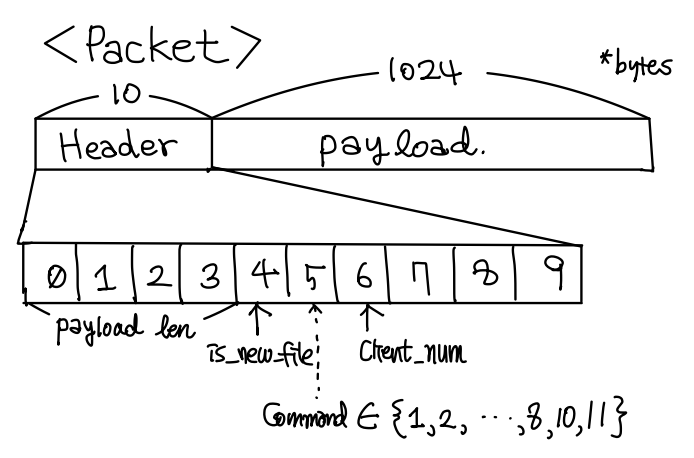 <Packet>
10 1024 *bytes
Header payload.
0 1 2 3 4 5 6 7 8 9
payload len
is_new_file Client_num
Command ∈ {1,2, ⋯,8,10,11}